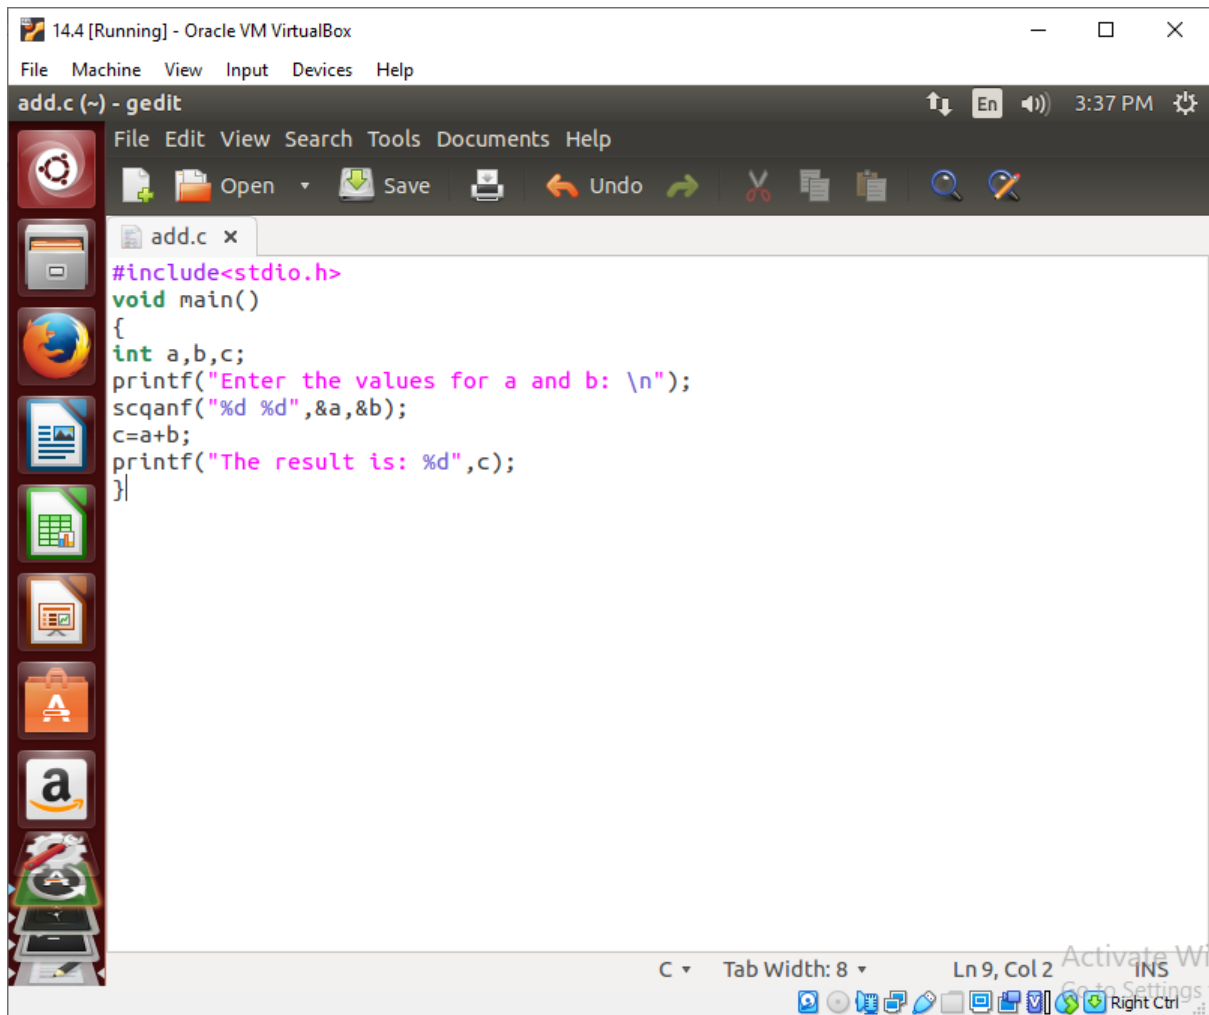 14.4 [Running] - Oracle VM VirtualBox
File Machine View Input Devices Help
add.c (~) - gedit En 3:37 PM
File Edit View Search Tools Documents Help
Open Save Undo
add.c
#include<stdio.h>
void main()
{
int a,b,c;
printf("Enter the values for a and b: \n");
scqanf("%d %d",&a,&b);
c=a+b;
printf("The result is: %d",c);
}
Activate Wi
C Tab Width: 8 Ln 9, Col 2 INS
Go to Settings
Right Ctrl